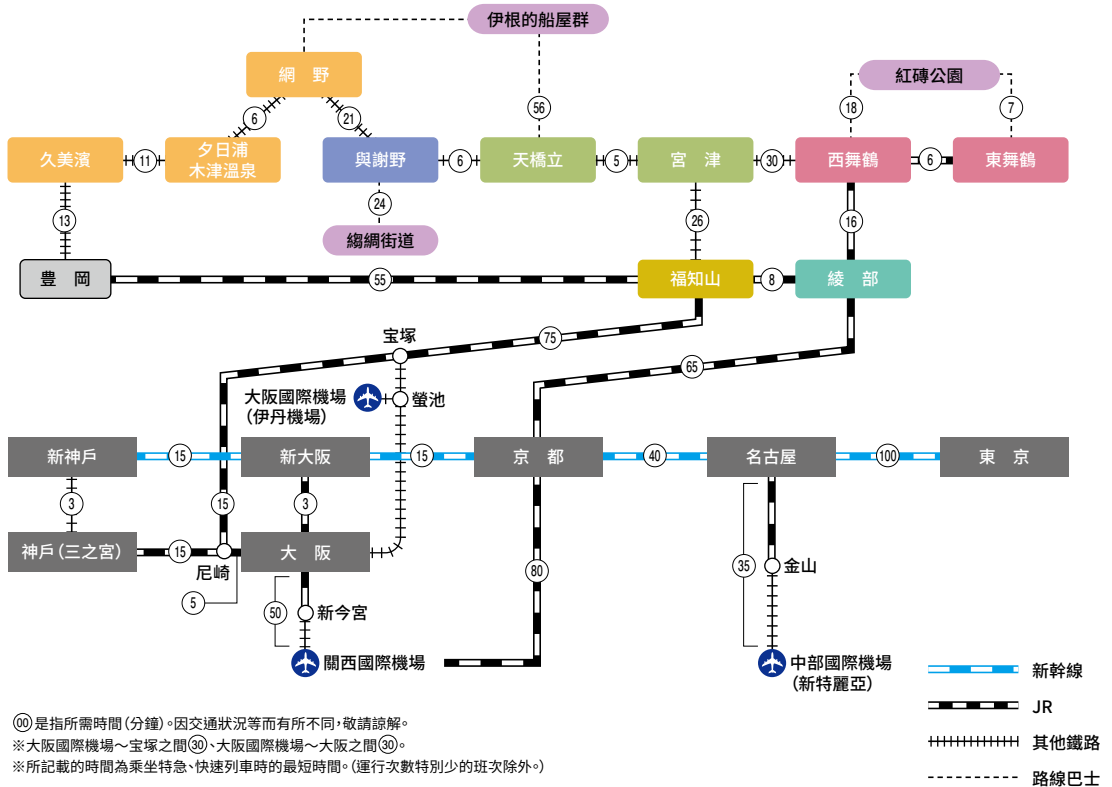 伊根的船屋群
網 野
紅磚公園
56
18
7
6
21
久美濱
11
夕日浦
木津溫泉
與謝野
6
天橋立
5
宮 津
30
西舞鶴
6
東舞鶴
13
24
26
16
縐綢街道
豊 岡
55
福知山
8
綾 部
宝塚
75
65
大阪國際機場
(伊丹機場)
螢池
新神戶
15
新大阪
15
京 都
40
名古屋
100
東 京
3
15
3
神戶(三之宮)
15
大 阪
尼崎
80
35
金山
5
50
新今宮
關西國際機場
中部國際機場
(新特麗亞)
新幹線
JR
其他鐵路
路線巴士
00是指所需時間(分鐘)。因交通狀況等而有所不同,敬請諒解。
※大阪國際機場~宝塚之間30、大阪國際機場~大阪之間30。
※所記載的時間為乘坐特急、快速列車時的最短時間。(運行次數特別少的班次除外。)